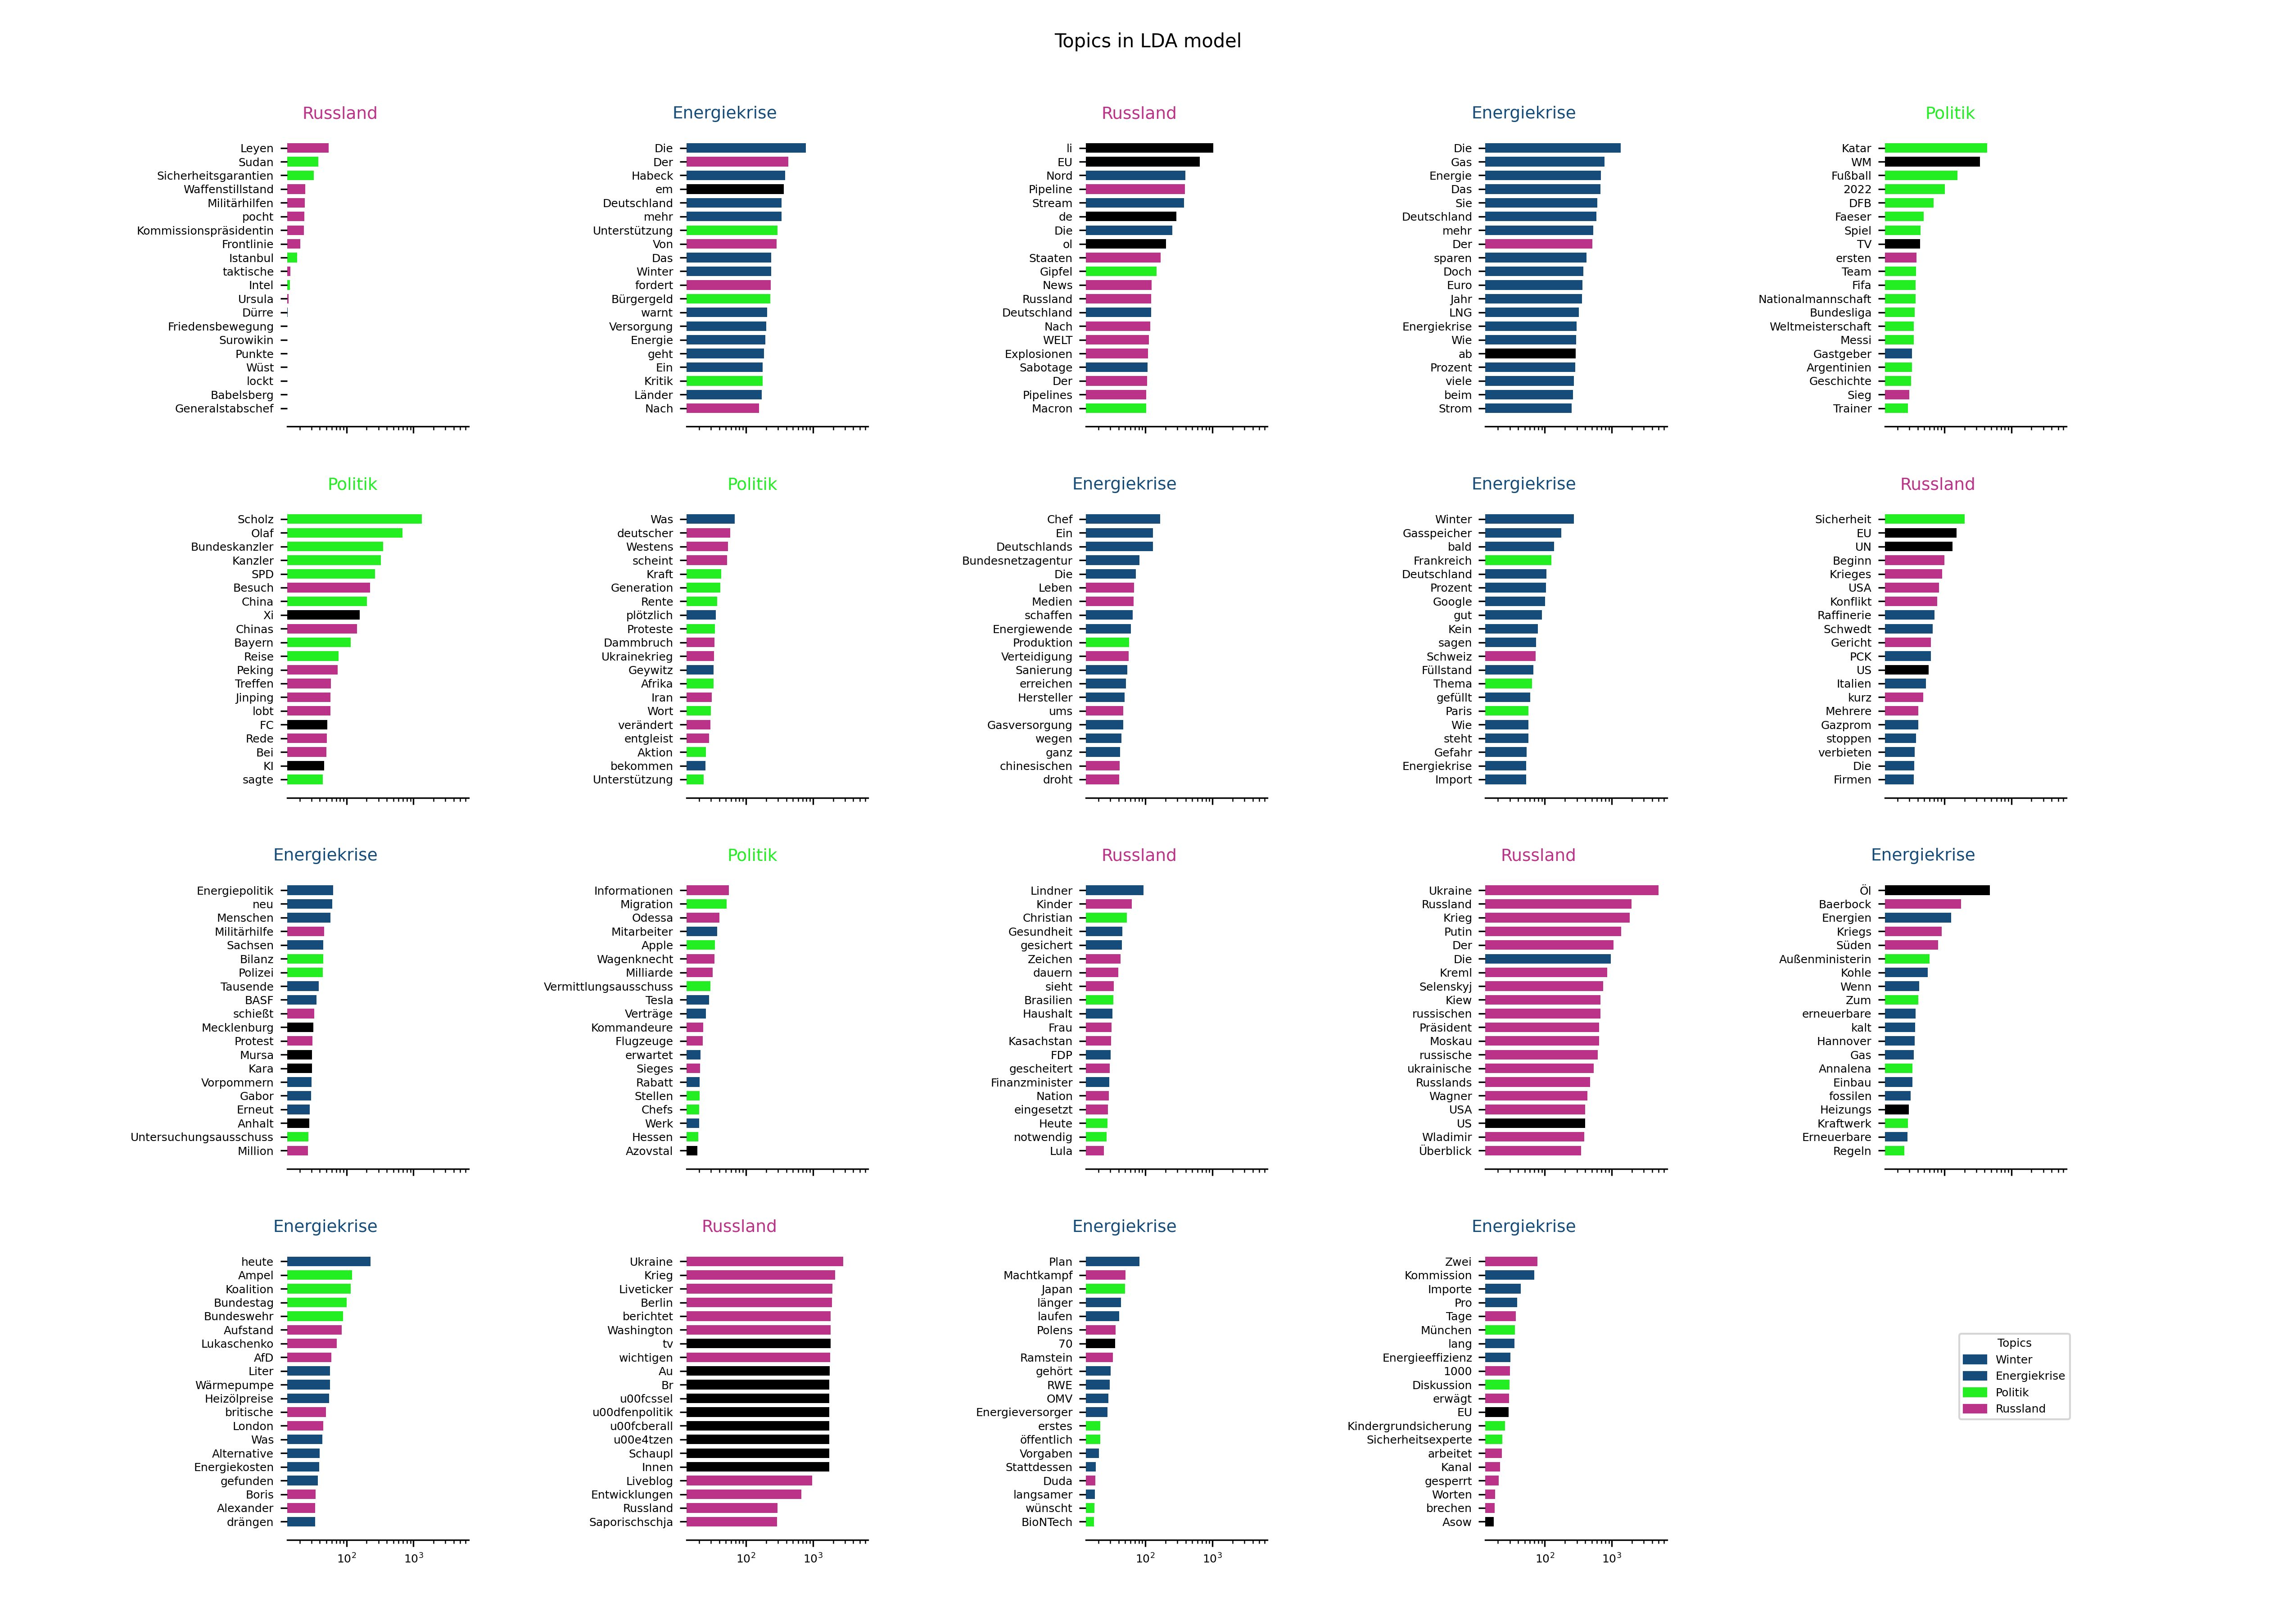 Topics in LDA model
Russland
Leyen
Sudan
Sicherheitsgarantien
Waffenstillstand
Militärhilfen
pocht
Kommissionspräsidentin
Frontlinie
Istanbul
taktische
Intel
Ursula
Dürre
Friedensbewegung
Surowikin
Punkte
Wüst
lockt
Babelsberg
Generalstabschef
Energiekrise
Die
Der
Habeck
em
Deutschland
mehr
Unterstützung
Von
Das
Winter
fordert
Bürgergeld
warnt
Versorgung
Energie
geht
Ein
Kritik
Länder
Nach
Russland
li
EU
Nord
Pipeline
Stream
de
Die
ol
Staaten
Gipfel
News
Russland
Deutschland
Nach
WELT
Explosionen
Sabotage
Der
Pipelines
Macron
Energiekrise
Die
Gas
Energie
Das
Sie
Deutschland
mehr
Der
sparen
Doch
Euro
Jahr
LNG
Energiekrise
Wie
ab
Prozent
viele
beim
Strom
Politik
Katar
WM
Fußball
2022
DFB
Faeser
Spiel
TV
ersten
Team
Fifa
Nationalmannschaft
Bundesliga
Weltmeisterschaft
Messi
Gastgeber
Argentinien
Geschichte
Sieg
Trainer
Politik
Scholz
Olaf
Bundeskanzler
Kanzler
SPD
Besuch
China
Xi
Chinas
Bayern
Reise
Peking
Treffen
Jinping
lobt
FC
Rede
Bei
KI
sagte
Politik
Was
deutscher
Westens
scheint
Kraft
Generation
Rente
plötzlich
Proteste
Dammbruch
Ukrainekrieg
Geywitz
Afrika
Iran
Wort
verändert
entgleist
Aktion
bekommen
Unterstützung
Energiekrise
Chef
Ein
Deutschlands
Bundesnetzagentur
Die
Leben
Medien
schaffen
Energiewende
Produktion
Verteidigung
Sanierung
erreichen
Hersteller
ums
Gasversorgung
wegen
ganz
chinesischen
droht
Energiekrise
Winter
Gasspeicher
bald
Frankreich
Deutschland
Prozent
Google
gut
Kein
sagen
Schweiz
Füllstand
Thema
gefüllt
Paris
Wie
steht
Gefahr
Energiekrise
Import
Russland
Sicherheit
EU
UN
Beginn
Krieges
USA
Konflikt
Raffinerie
Schwedt
Gericht
PCK
US
Italien
kurz
Mehrere
Gazprom
stoppen
verbieten
Die
Firmen
Energiekrise
Energiepolitik
neu
Menschen
Militärhilfe
Sachsen
Bilanz
Polizei
Tausende
BASF
schießt
Mecklenburg
Protest
Mursa
Kara
Vorpommern
Gabor
Erneut
Anhalt
Untersuchungsausschuss
Million
Politik
Informationen
Migration
Odessa
Mitarbeiter
Apple
Wagenknecht
Milliarde
Vermittlungsausschuss
Tesla
Verträge
Kommandeure
Flugzeuge
erwartet
Sieges
Rabatt
Stellen
Chefs
Werk
Hessen
Azovstal
Russland
Lindner
Kinder
Christian
Gesundheit
gesichert
Zeichen
dauern
sieht
Brasilien
Haushalt
Frau
Kasachstan
FDP
gescheitert
Finanzminister
Nation
eingesetzt
Heute
notwendig
Lula
Russland
Ukraine
Russland
Krieg
Putin
Der
Die
Kreml
Selenskyj
Kiew
russischen
Präsident
Moskau
russische
ukrainische
Russlands
Wagner
USA
US
Wladimir
Überblick
Energiekrise
Öl
Baerbock
Energien
Kriegs
Süden
Außenministerin
Kohle
Wenn
Zum
erneuerbare
kalt
Hannover
Gas
Annalena
Einbau
fossilen
Heizungs
Kraftwerk
Erneuerbare
Regeln
Energiekrise
heute
Ampel
Koalition
Bundestag
Bundeswehr
Aufstand
Lukaschenko
AfD
Liter
Wärmepumpe
Heizölpreise
britische
London
Was
Alternative
Energiekosten
gefunden
Boris
Alexander
drängen
10² 10³
Russland
Ukraine
Krieg
Liveticker
Berlin
berichtet
Washington
tv
wichtigen
Au
Br
u00fcssel
u00dfenpolitik
u00fcberall
u00e4tzen
Schaupl
Innen
Liveblog
Entwicklungen
Russland
Saporischschja
10² 10³
Energiekrise
Plan
Machtkampf
Japan
länger
laufen
Polens
70
Ramstein
gehört
RWE
OMV
Energieversorger
erstes
öffentlich
Vorgaben
Stattdessen
Duda
langsamer
wünscht
BioNTech
10² 10³
Energiekrise
Zwei
Kommission
Importe
Pro
Tage
München
lang
Energieeffizienz
1000
Diskussion
erwägt
EU
Kindergrundsicherung
Sicherheitsexperte
arbeitet
Kanal
gesperrt
Worten
brechen
Asow
10² 10³
Topics
Winter
Energiekrise
Politik
Russland